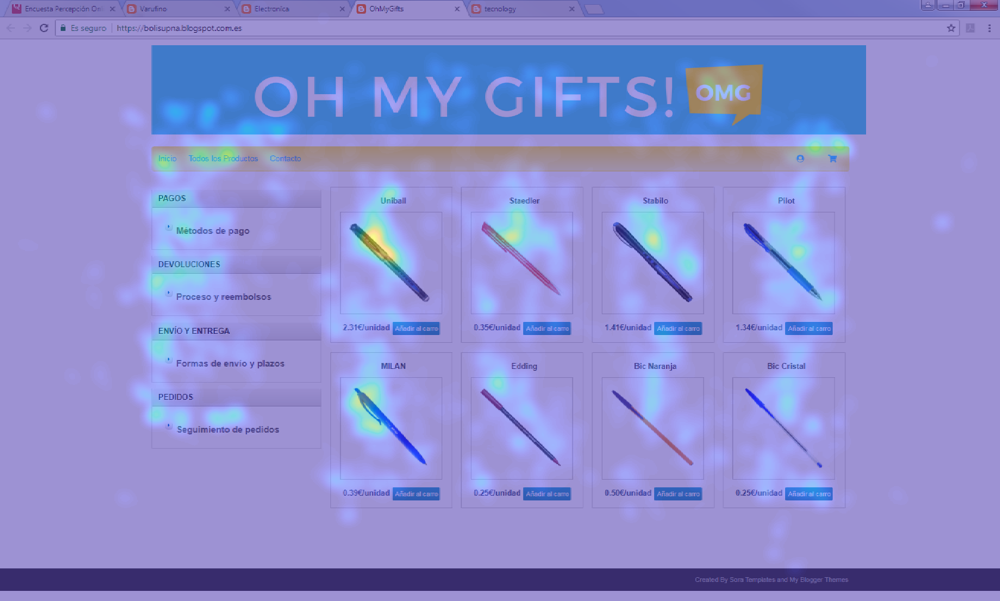 Encuesta Percepción Onl
Varufino
Electronica
OhMyGifts
tecnology
Es seguro
https://bolisupna.blogspot.com.es
OH MY GIFTS!
OMG
Inicio
Todos los Productos
Contacto
PAGOS
Métodos de pago
DEVOLUCIONES
Proceso y reembolsos
ENVÍO Y ENTREGA
Formas de envío y plazos
PEDIDOS
Seguimiento de pedidos
Uniball
2.31€/unidad Añadir al carro
Staedler
0.35€/unidad Añadir al carro
Stabilo
1.41€/unidad Añadir al carro
Pilot
1.34€/unidad Añadir al carro
MILAN
0.39€/unidad Añadir al carro
Edding
0.25€/unidad Añadir al carro
Bic Naranja
0.50€/unidad Añadir al carro
Bic Cristal
0.25€/unidad Añadir al carro
Created By Sora Templates and My Blogger Themes